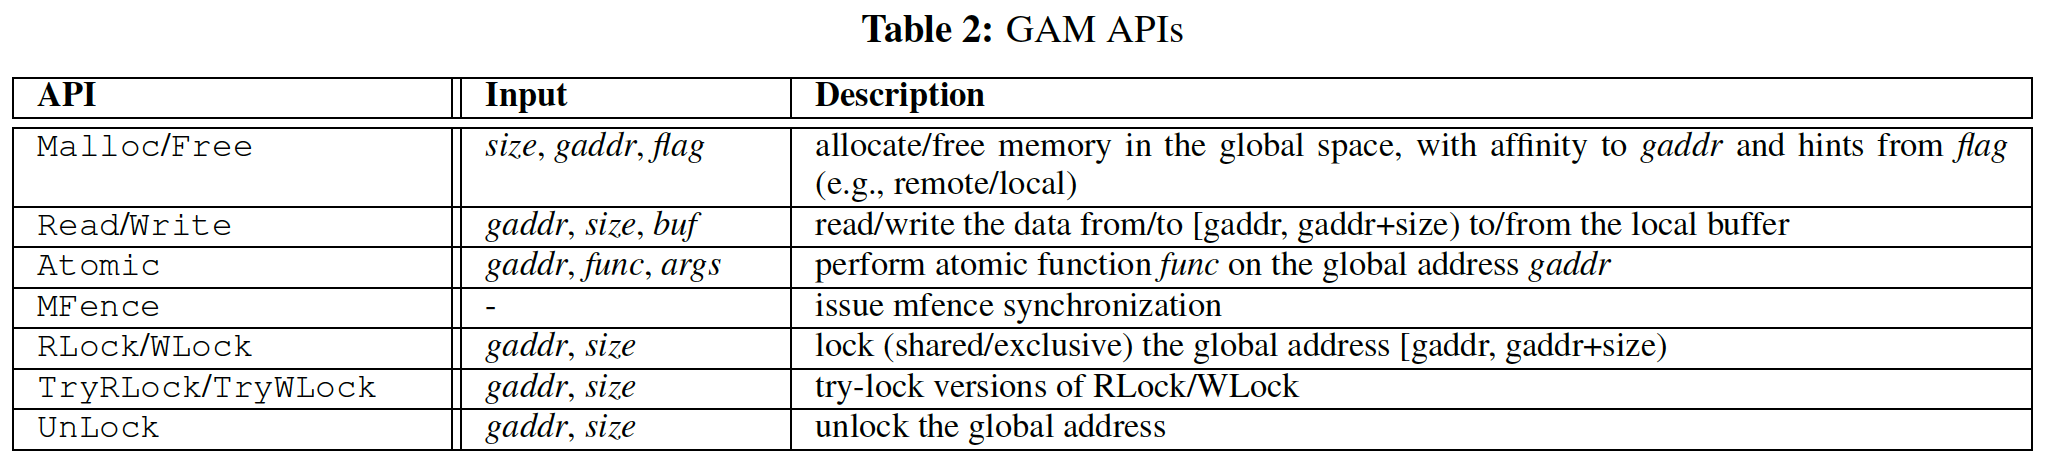 Table 2: GAM APIs
API Input Description
Malloc/Free size, gaddr, flag allocate/free memory in the global space, with affinity to gaddr and hints from flag
(e.g., remote/local)
Read/Write gaddr, size, buf read/write the data from/to [gaddr, gaddr+size) to/from the local buffer
Atomic gaddr, func, args perform atomic function func on the global address gaddr
MFence - issue mfence synchronization
RLock/WLock gaddr, size lock (shared/exclusive) the global address [gaddr, gaddr+size)
TryRLock/TryWLock gaddr, size try-lock versions of RLock/WLock
UnLock gaddr, size unlock the global address